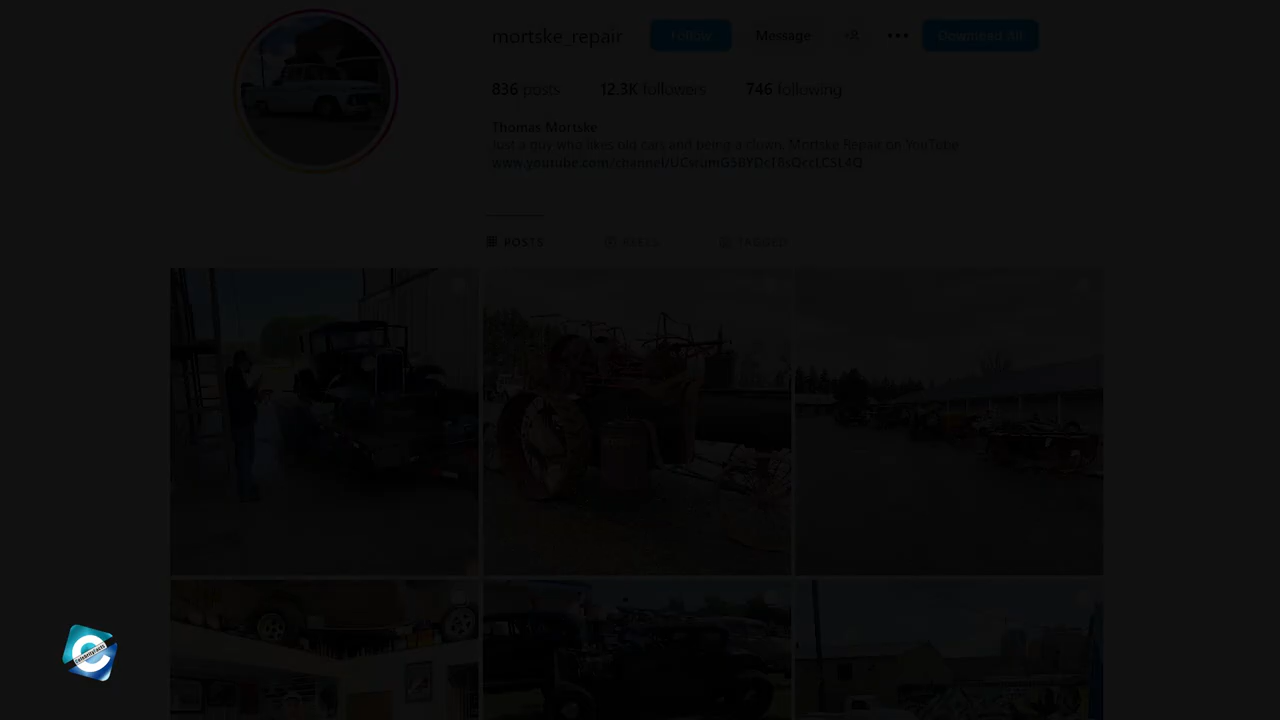 mortske_repair Follow Message Download All
836 posts 12.3K followers 746 following
Thomas Mortske
Just a guy who likes old cars and being a clown. Mortske Repair on YouTube
POSTS REELS TAGGED